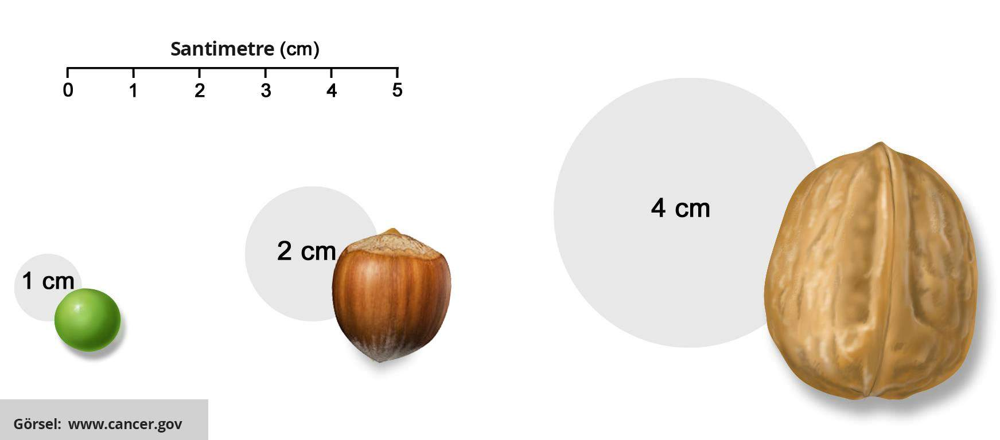 Santimetre (cm)
0 1 2 3 4 5
1 cm
2 cm
4 cm
Görsel: www.cancer.gov